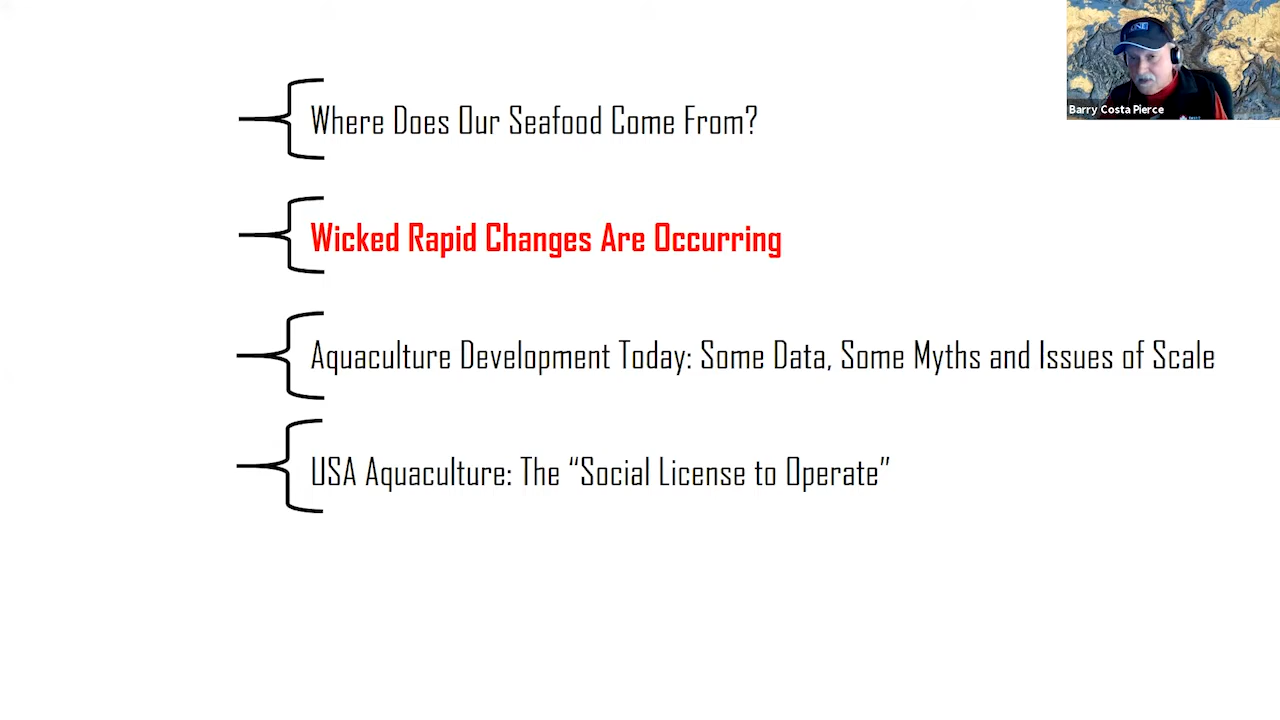 Where Does Our Seafood Come From?
Barry Costa Pierce
Wicked Rapid Changes Are Occurring
Aquaculture Development Today: Some Data, Some Myths and Issues of Scale
USA Aquaculture: The “Social License to Operate”